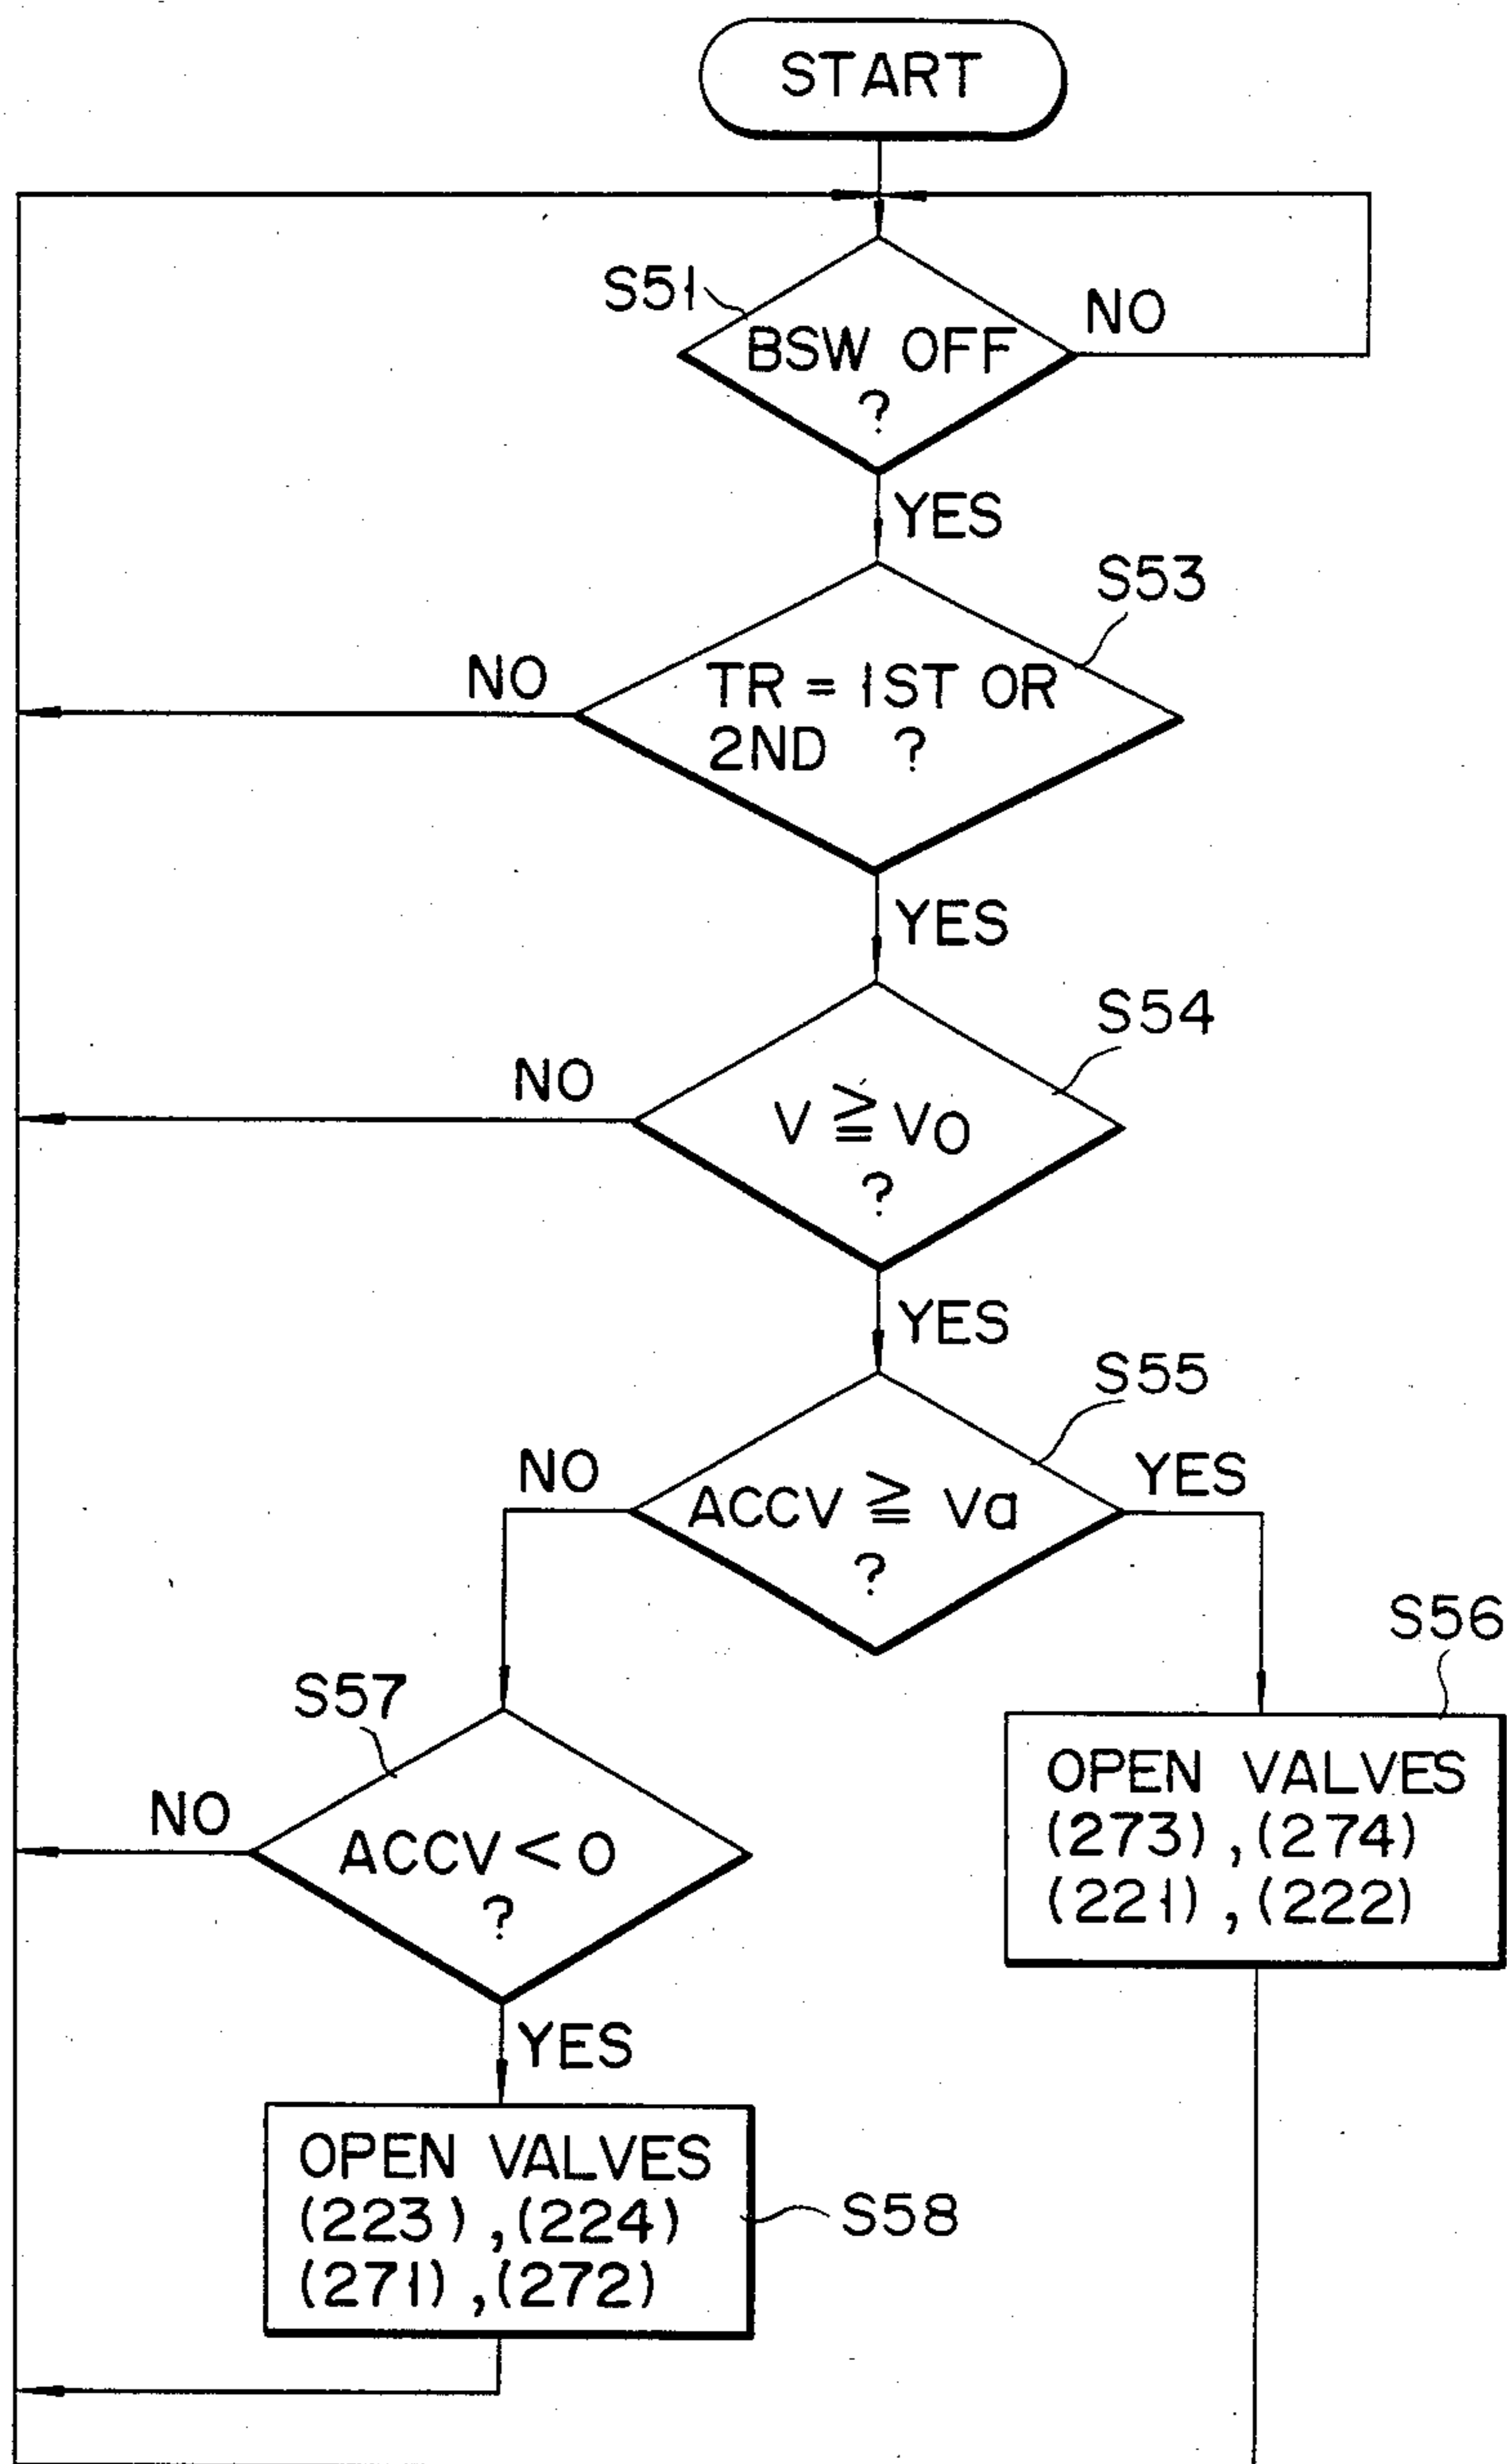 START
S51
BSW OFF
?
NO
YES
S53
TR = 1ST OR
2ND ?
NO
YES
S54
V ≧ VO
?
NO
YES
S55
ACCV ≧ Va
?
NO
YES
S56
OPEN VALVES
(273), (274)
(221), (222)
S57
ACCV < O
?
NO
YES
OPEN VALVES
(223), (224)
(271), (272)
S58